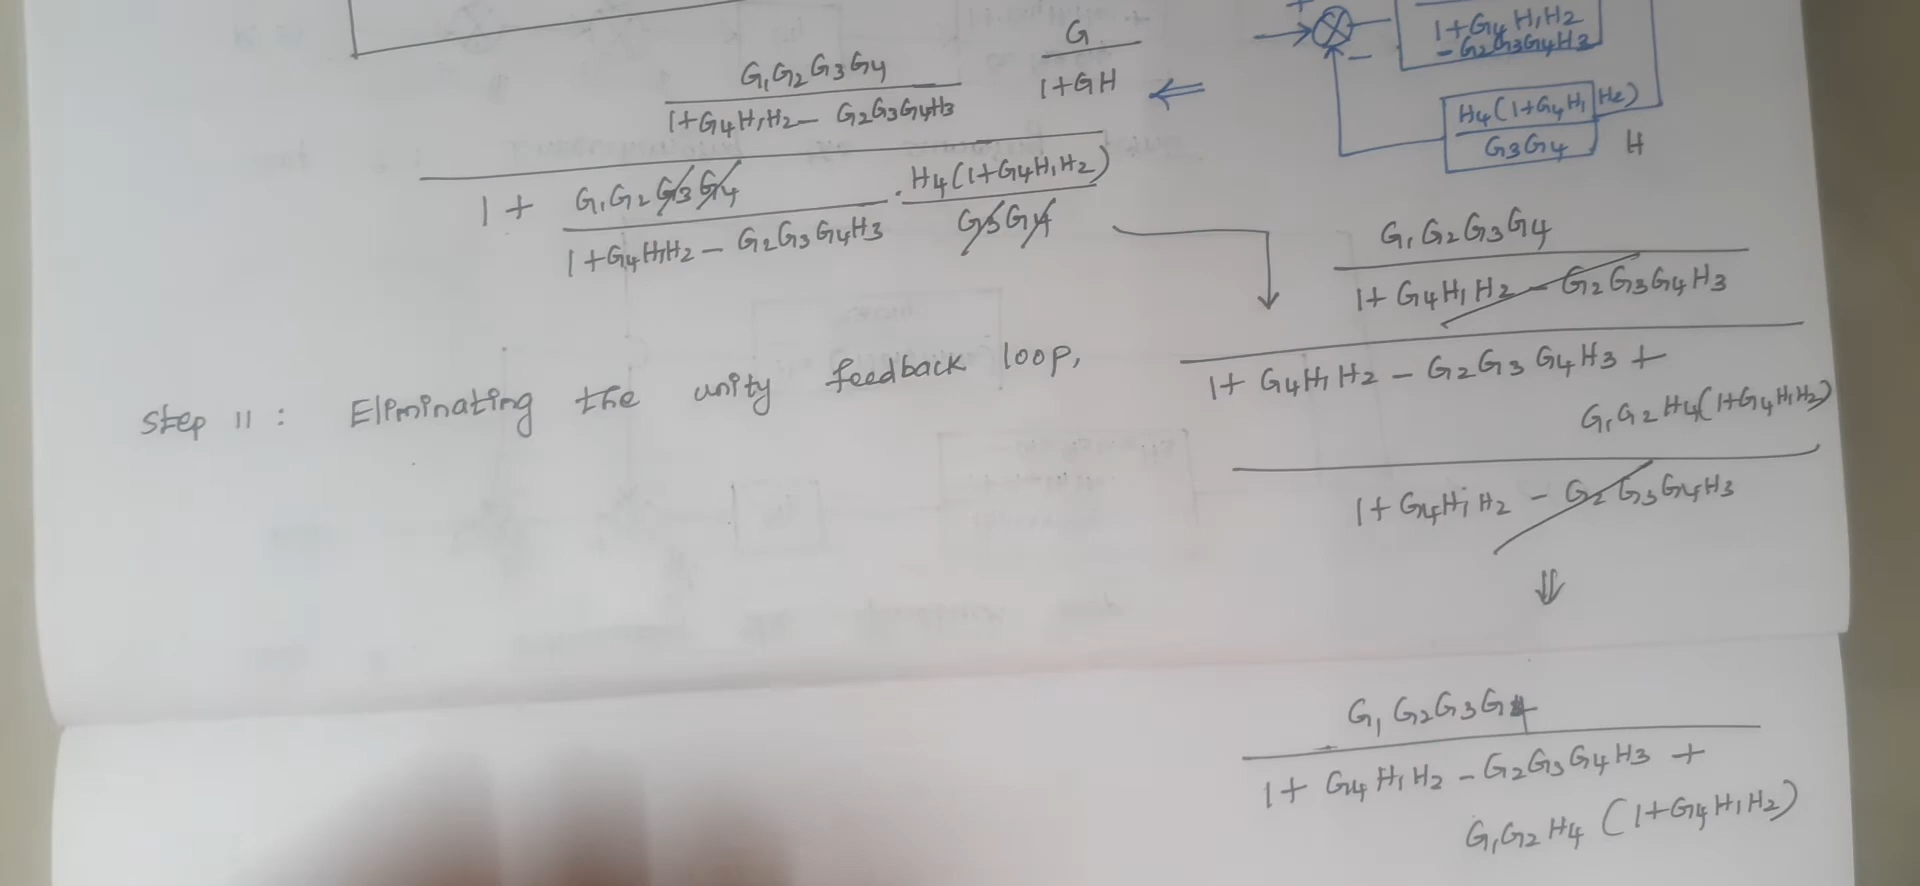 1+G4H1H2
- G2G3G4H3
H4(1+G4H1H2)
G3G4
H
+
-
G
1+GH
G1G2G3G4
1+G4H1H2 - G2G3G4H3
1 + G1G2G3G4 . H4(1+G4H1H2)
1+G4H1H2 - G2G3G4H3 G3G4
G1G2G3G4
1+ G4H1H2 - G2G3G4H3
1+ G4H1H2 - G2G3G4H3 +
G1G2H4(1+G4H1H2)
1+ G4H1H2 - G2G3G4H3
Step 11 : Eliminating the unity feedback loop,
⇓
G1G2G3G4
1+ G4H1H2 - G2G3G4H3 +
G1G2H4 (1+G4H1H2)